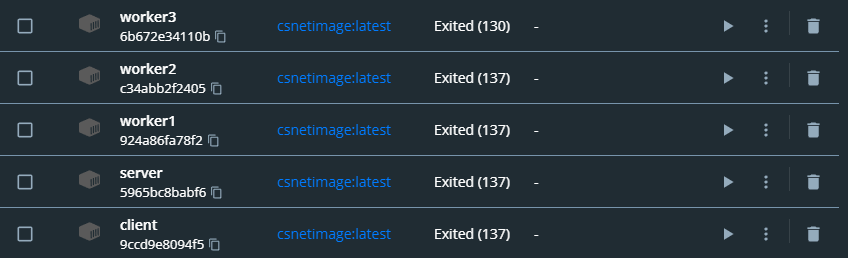 worker3
6b672e34110b
csnetimage:latest Exited (130) -
worker2
c34abb2f2405
csnetimage:latest Exited (137) -
worker1
924a86fa78f2
csnetimage:latest Exited (137) -
server
5965bc8babf6
csnetimage:latest Exited (137) -
client
9ccd9e8094f5
csnetimage:latest Exited (137) -